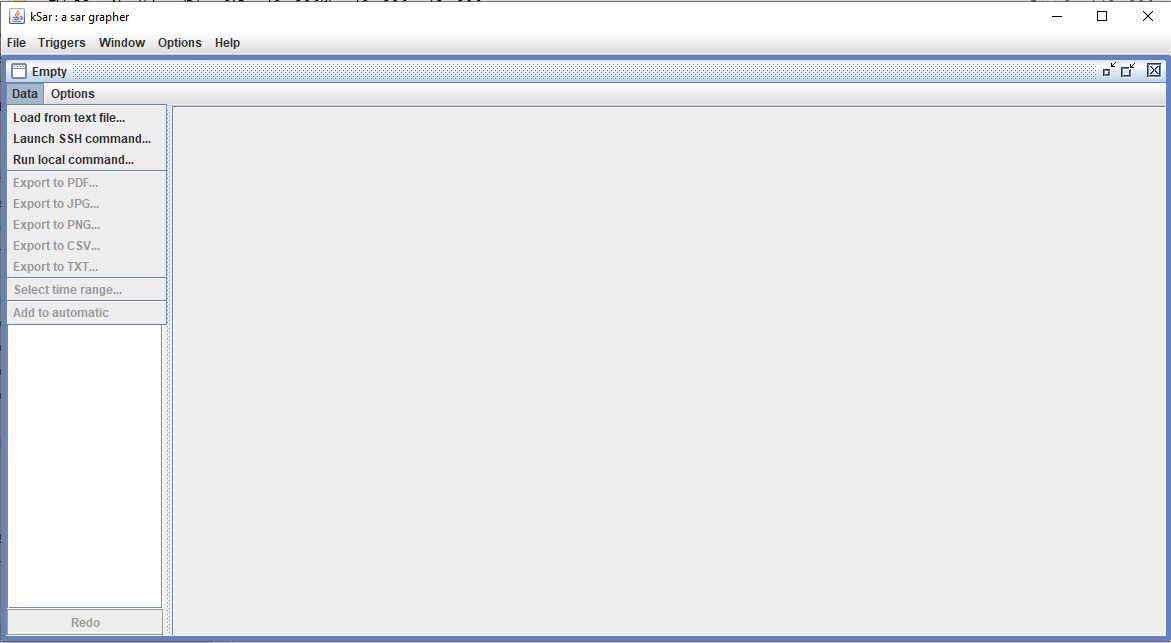 kSar : a sar grapher
File Triggers Window Options Help
Empty
Data Options
Load from text file...
Launch SSH command...
Run local command...
Export to PDF...
Export to JPG...
Export to PNG...
Export to CSV...
Export to TXT...
Select time range...
Add to automatic
Redo